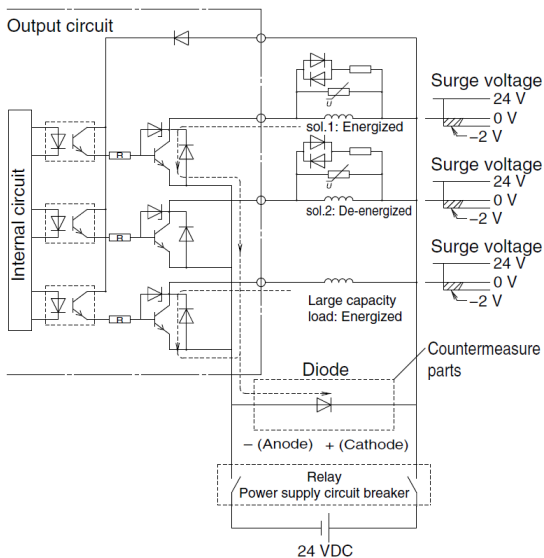 Output circuit
Internal circuit
R
R
R
U
sol.1: Energized
U
sol.2: De-energized
Large capacity
load: Energized
Surge voltage
24 V
0 V
–2 V
Surge voltage
24 V
0 V
–2 V
Surge voltage
24 V
0 V
–2 V
Countermeasure
parts
Diode
– (Anode) + (Cathode)
Relay
Power supply circuit breaker
24 VDC